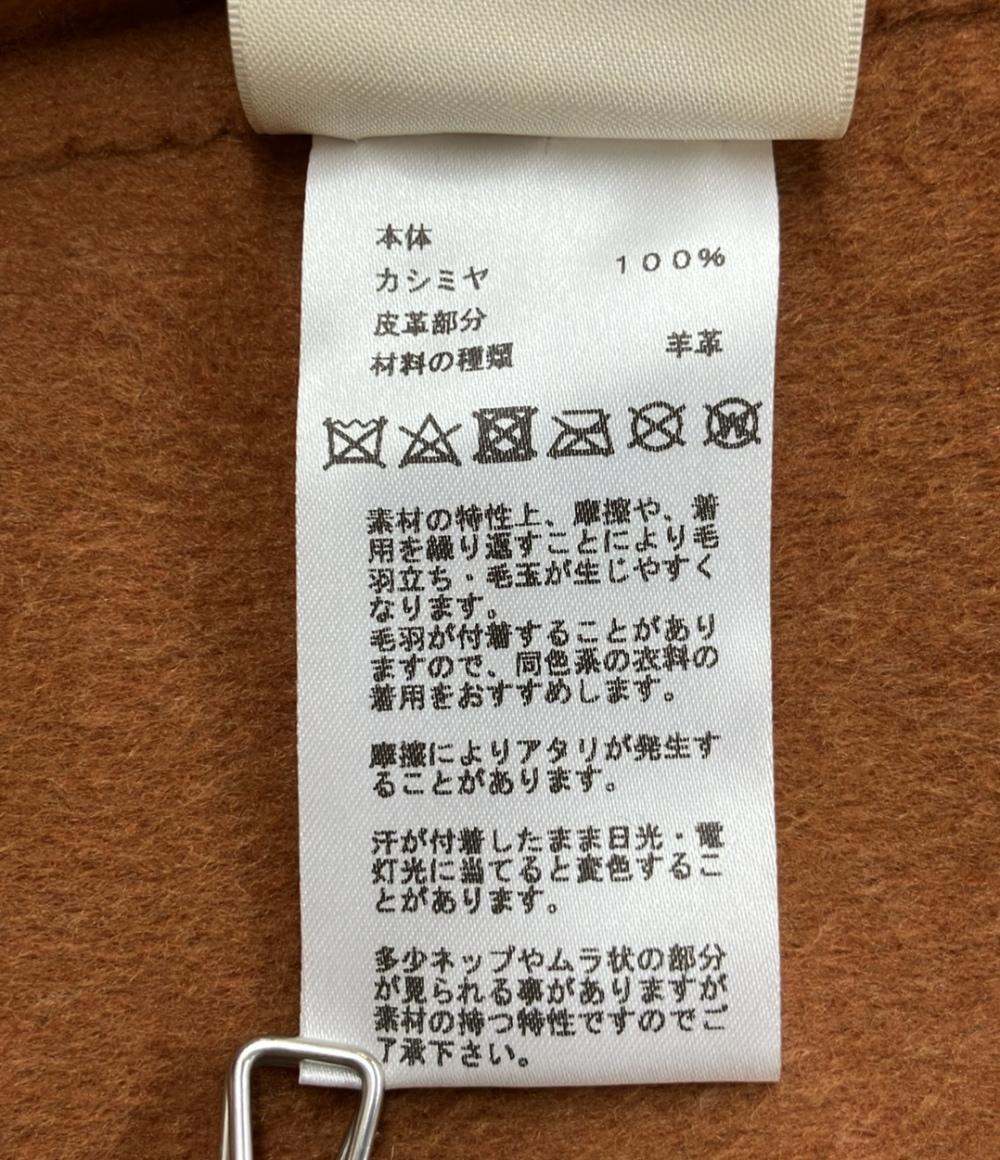 本体
カシミヤ 100%
皮革部分
材料の種類 羊革
W
素材の特性上、摩擦や、着
用を繰り返すことにより毛
羽立ち・毛玉が生じやすく
なります。
毛羽が付着することがあり
ますので、同色系の衣料の
着用をおすすめします。
摩擦によりアタリが発生す
ることがあります。
汗が付着したまま日光・電
灯光に当てると変色するこ
とがあります。
多少ネップやムラ状の部分
が見られる事がありますが
素材の持つ特性ですのでご
了承下さい。